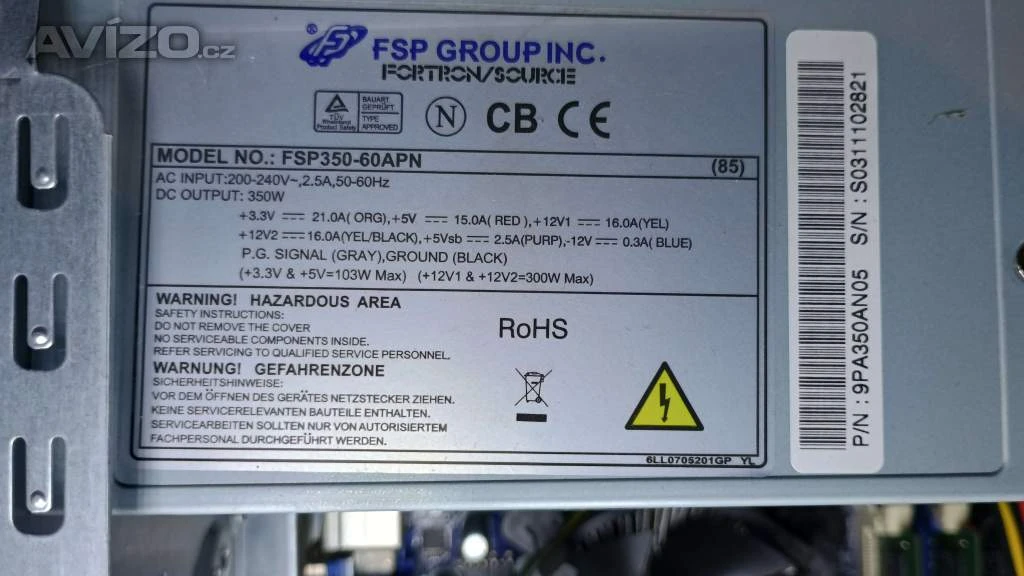 AVÍZO.cz
FSP GROUP INC.
FORTRON/SOURCE
TÜV
Rheinland
Product Safety
BAUART
GEPRÜFT
TYPE
APPROVED
N
CB CE
MODEL NO.: FSP350-60APN (85)
AC INPUT:200-240V~,2.5A,50-60Hz
DC OUTPUT: 350W
+3.3V ⎓ 21.0A( ORG),+5V ⎓ 15.0A( RED ),+12V1 ⎓ 16.0A(YEL)
+12V2 ⎓ 16.0A(YEL/BLACK),+5Vsb ⎓ 2.5A(PURP),-12V ⎓ 0.3A( BLUE)
P.G. SIGNAL (GRAY),GROUND (BLACK)
(+3.3V & +5V=103W Max) (+12V1 & +12V2=300W Max)
WARNING! HAZARDOUS AREA
SAFETY INSTRUCTIONS:
DO NOT REMOVE THE COVER
NO SERVICEABLE COMPONENTS INSIDE.
REFER SERVICING TO QUALIFIED SERVICE PERSONNEL.
WARNUNG! GEFAHRENZONE
SICHERHEITSHINWEISE:
VOR DEM ÖFFNEN DES GERÄTES NETZSTECKER ZIEHEN.
KEINE SERVICERELEVANTEN BAUTEILE ENTHALTEN.
SERVICEARBEITEN SOLLTEN NUR VON AUTORISIERTEM
FACHPERSONAL DURCHGEFÜHRT WERDEN.
RoHS
6LL0705201GP YL
P/N : 9PA350AN05 S/N : S03111102821